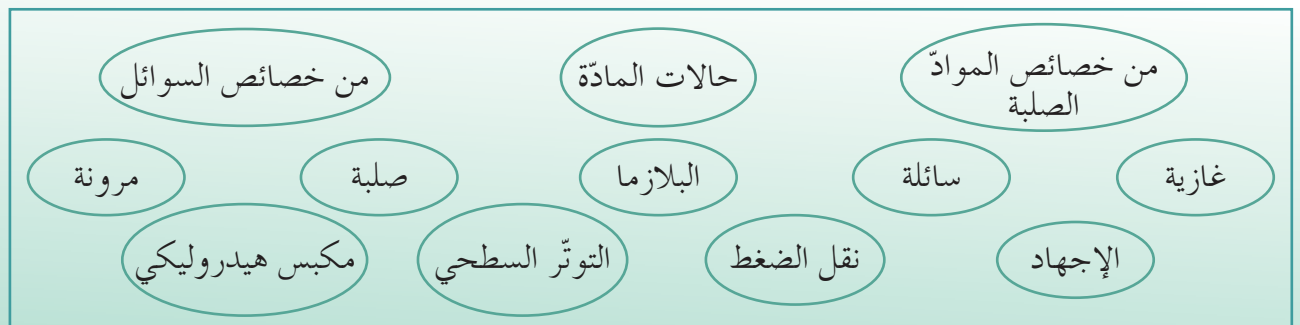 من خصائص الموادّ
الصلبة
حالات المادّة
من خصائص السوائل
غازية
سائلة
البلازما
صلبة
مرونة
الإجهاد
نقل الضغط
التوتّر السطحي
مكبس هيدروليكي